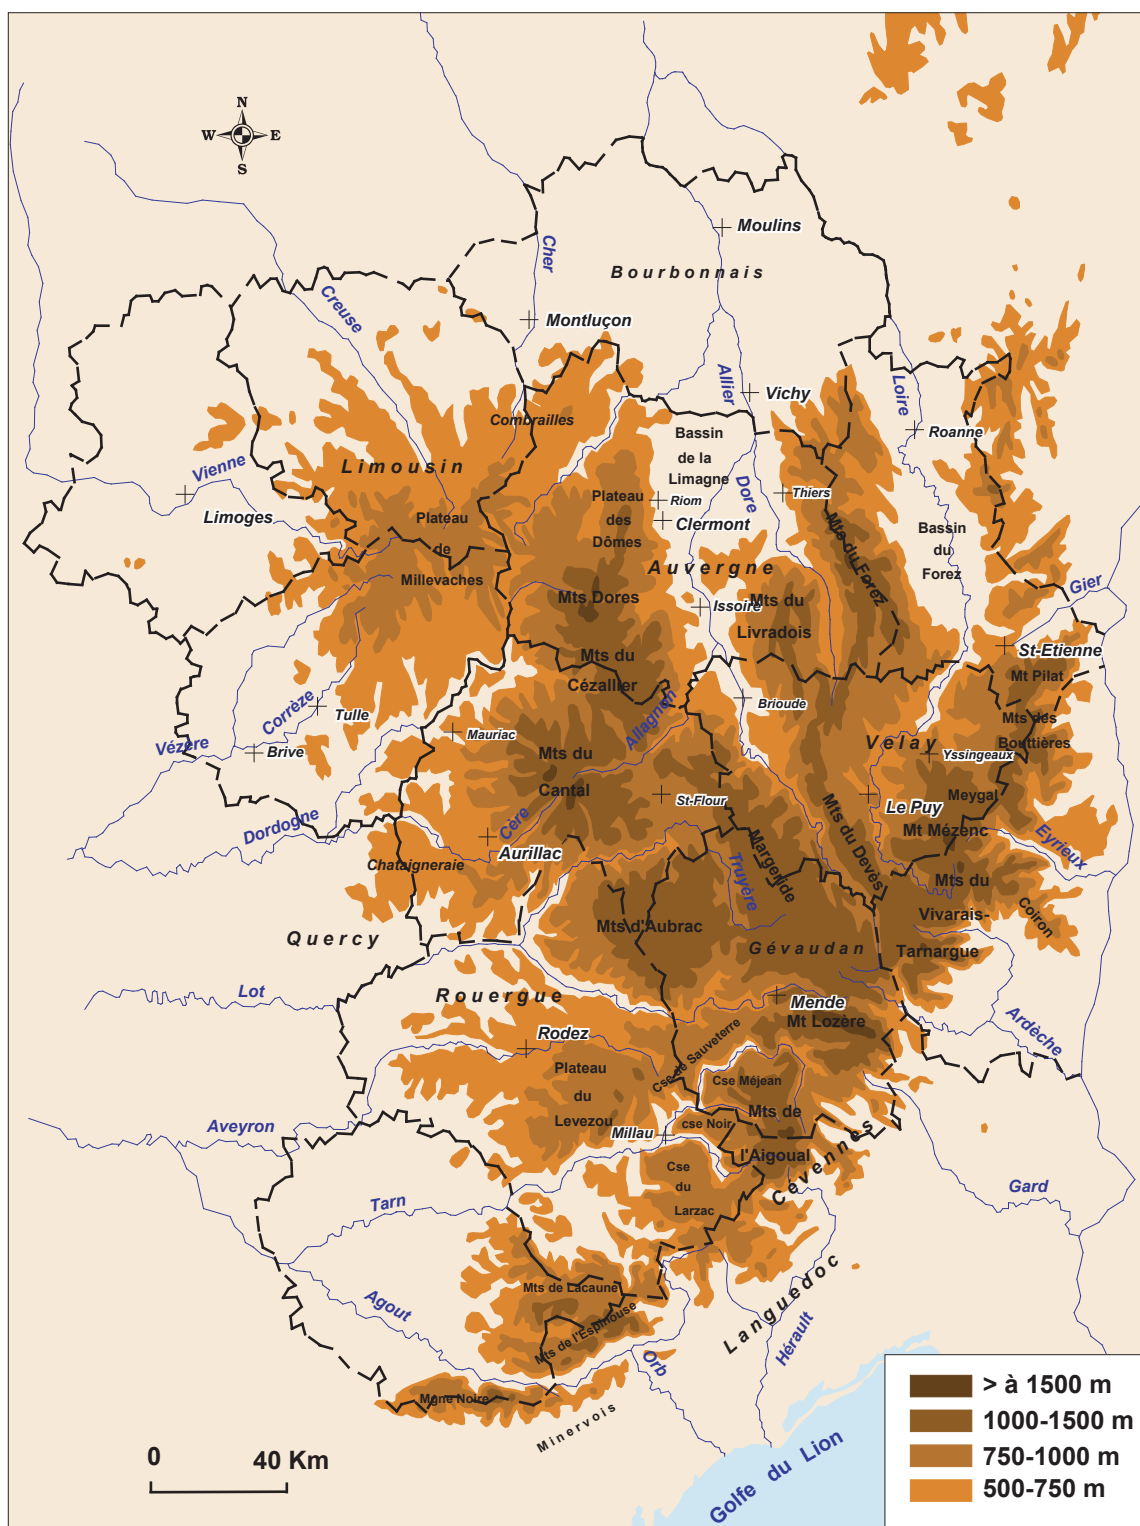 N
W E
S
Moulins
Cher
Bourbonnais
Creuse
Montluçon
Allier
Loire
Vichy
Combrailles
Bassin
de la
Limagne
Roanne
Limousin
Vienne
Dore
Plateau
des
Dômes
Riom
Thiers
Limoges
Plateau
de
Millevaches
Clermont
Mts du Forez
Bassin
du
Forez
Auvergne
Gier
Mts Dores
Issoire
Mts du
Livradois
St-Etienne
Mts du
Cézallier
Mt Pilat
Corrèze
Tulle
Allagnon
Brioude
Mts des
Bouttières
Vézère
Brive
Mauriac
Velay
Yssingeaux
Mts du
Cantal
St-Flour
Le Puy
Meygal
Dordogne
Cère
Aurillac
Mt Mézenc
Eyrieux
Chataigneraie
Truyère
Margeride
Mts du Devès
Mts du
Vivarais-
Tarnargue
Coiron
Mts d'Aubrac
Quercy
Gévaudan
Lot
Rouergue
Mende
Mt Lozère
Ardèche
Rodez
Cse de Sauveterre
Plateau
du
Levezou
Cse Méjean
Aveyron
Millau
cse Noir
Mts de
l'Aigoual
Cévennes
Cse
du
Larzac
Gard
Tarn
Mts de Lacaune
Agout
Mts de l'Espinouse
Languedoc
Hérault
Orb
Mgne Noire
Minervois
Golfe du Lion
0 40 Km
> à 1500 m
1000-1500 m
750-1000 m
500-750 m